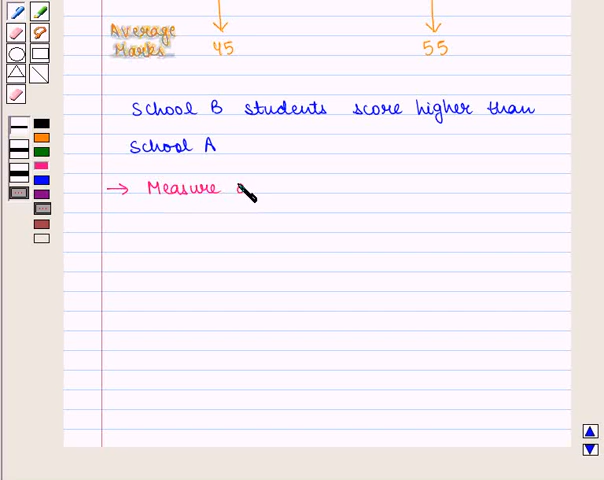 Average
Marks 45 55
School B students score higher than
School A
→ Measure